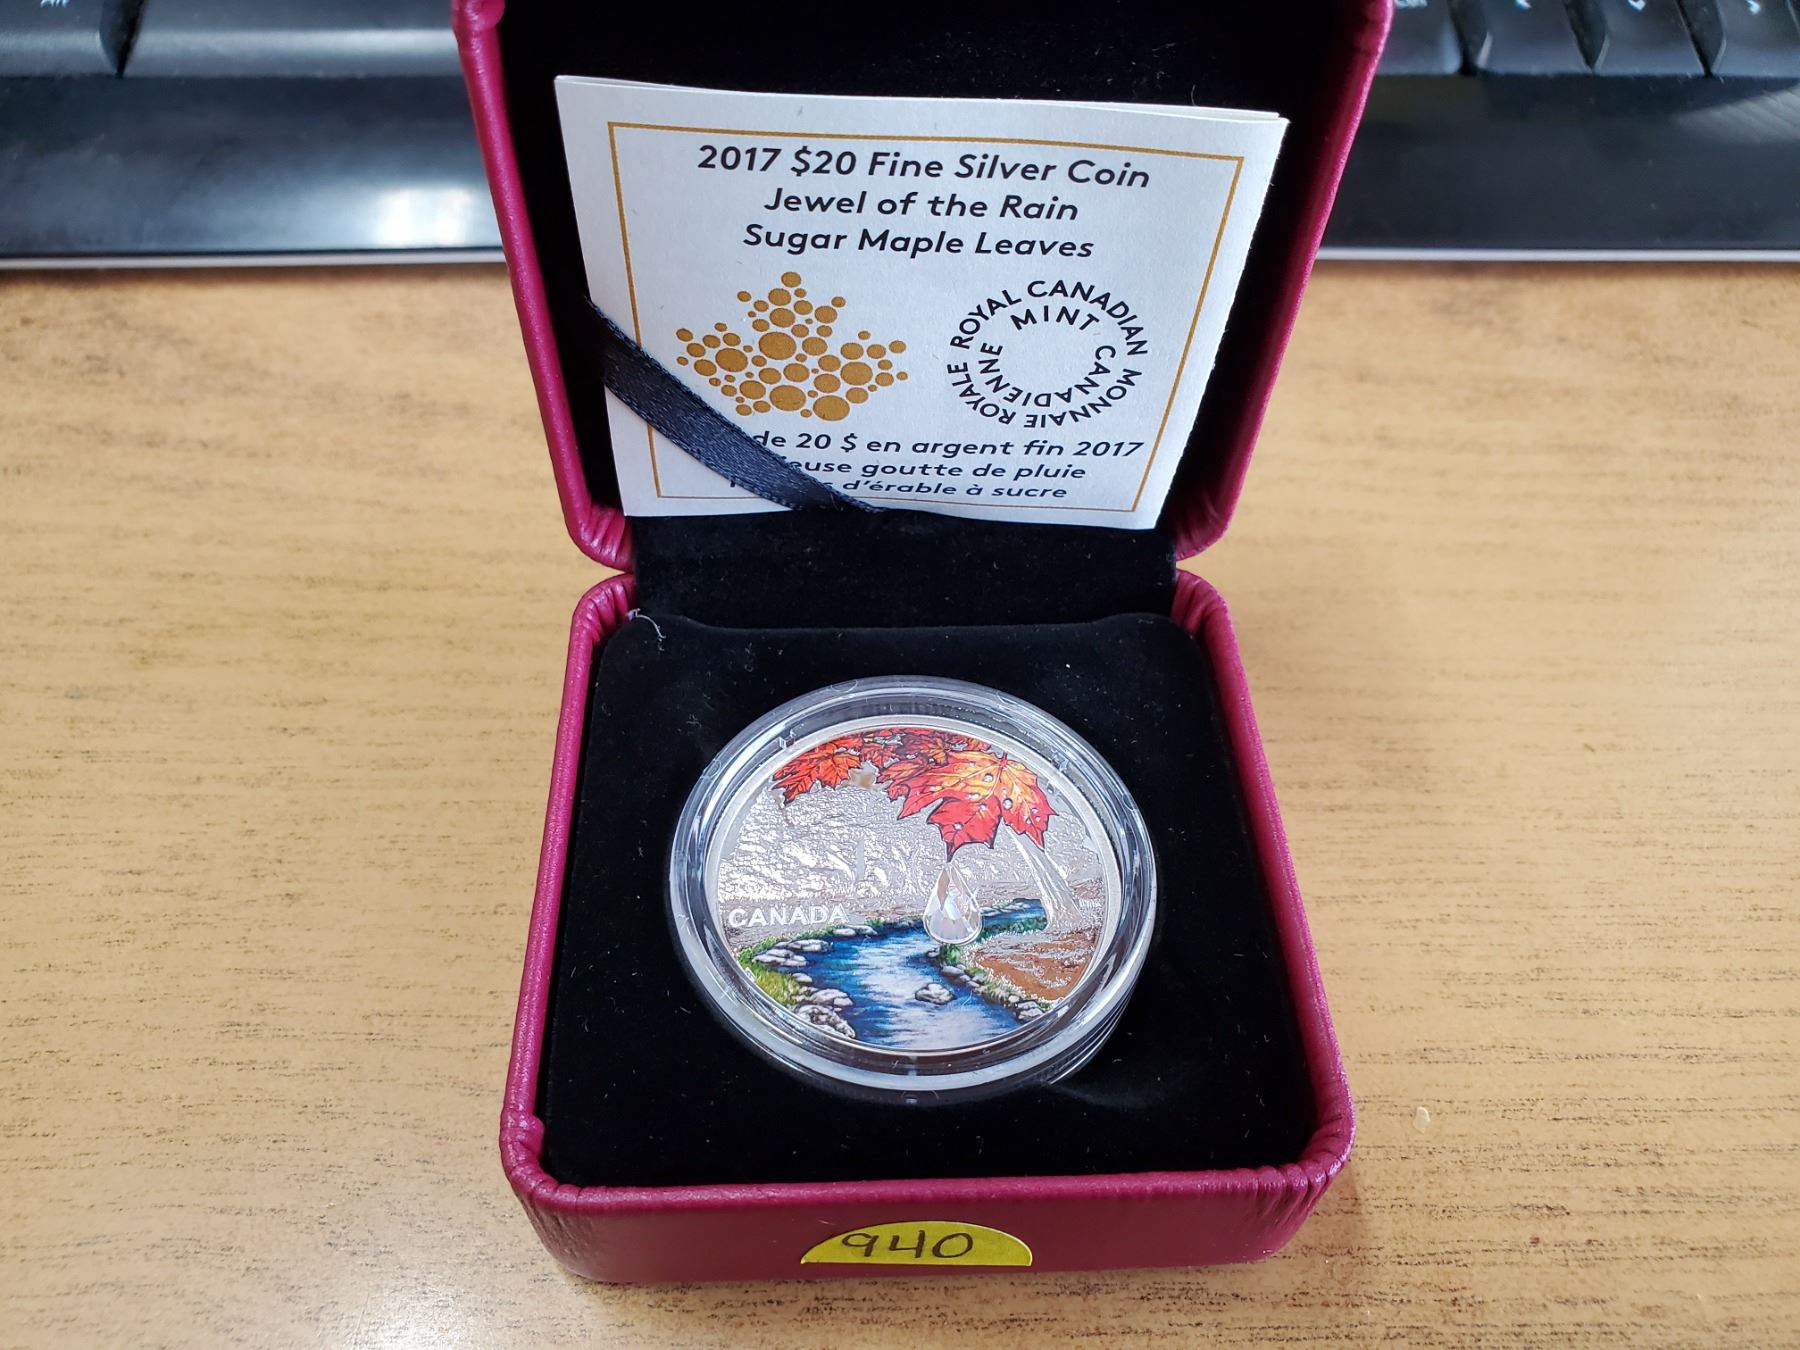 2017 $20 Fine Silver Coin
Jewel of the Rain
Sugar Maple Leaves
ROYAL CANADIAN MINT
MONNAIE ROYALE CANADIENNE
de 20 $ en argent fin 2017
goutte de pluie
d'érable à sucre
CANADA
940